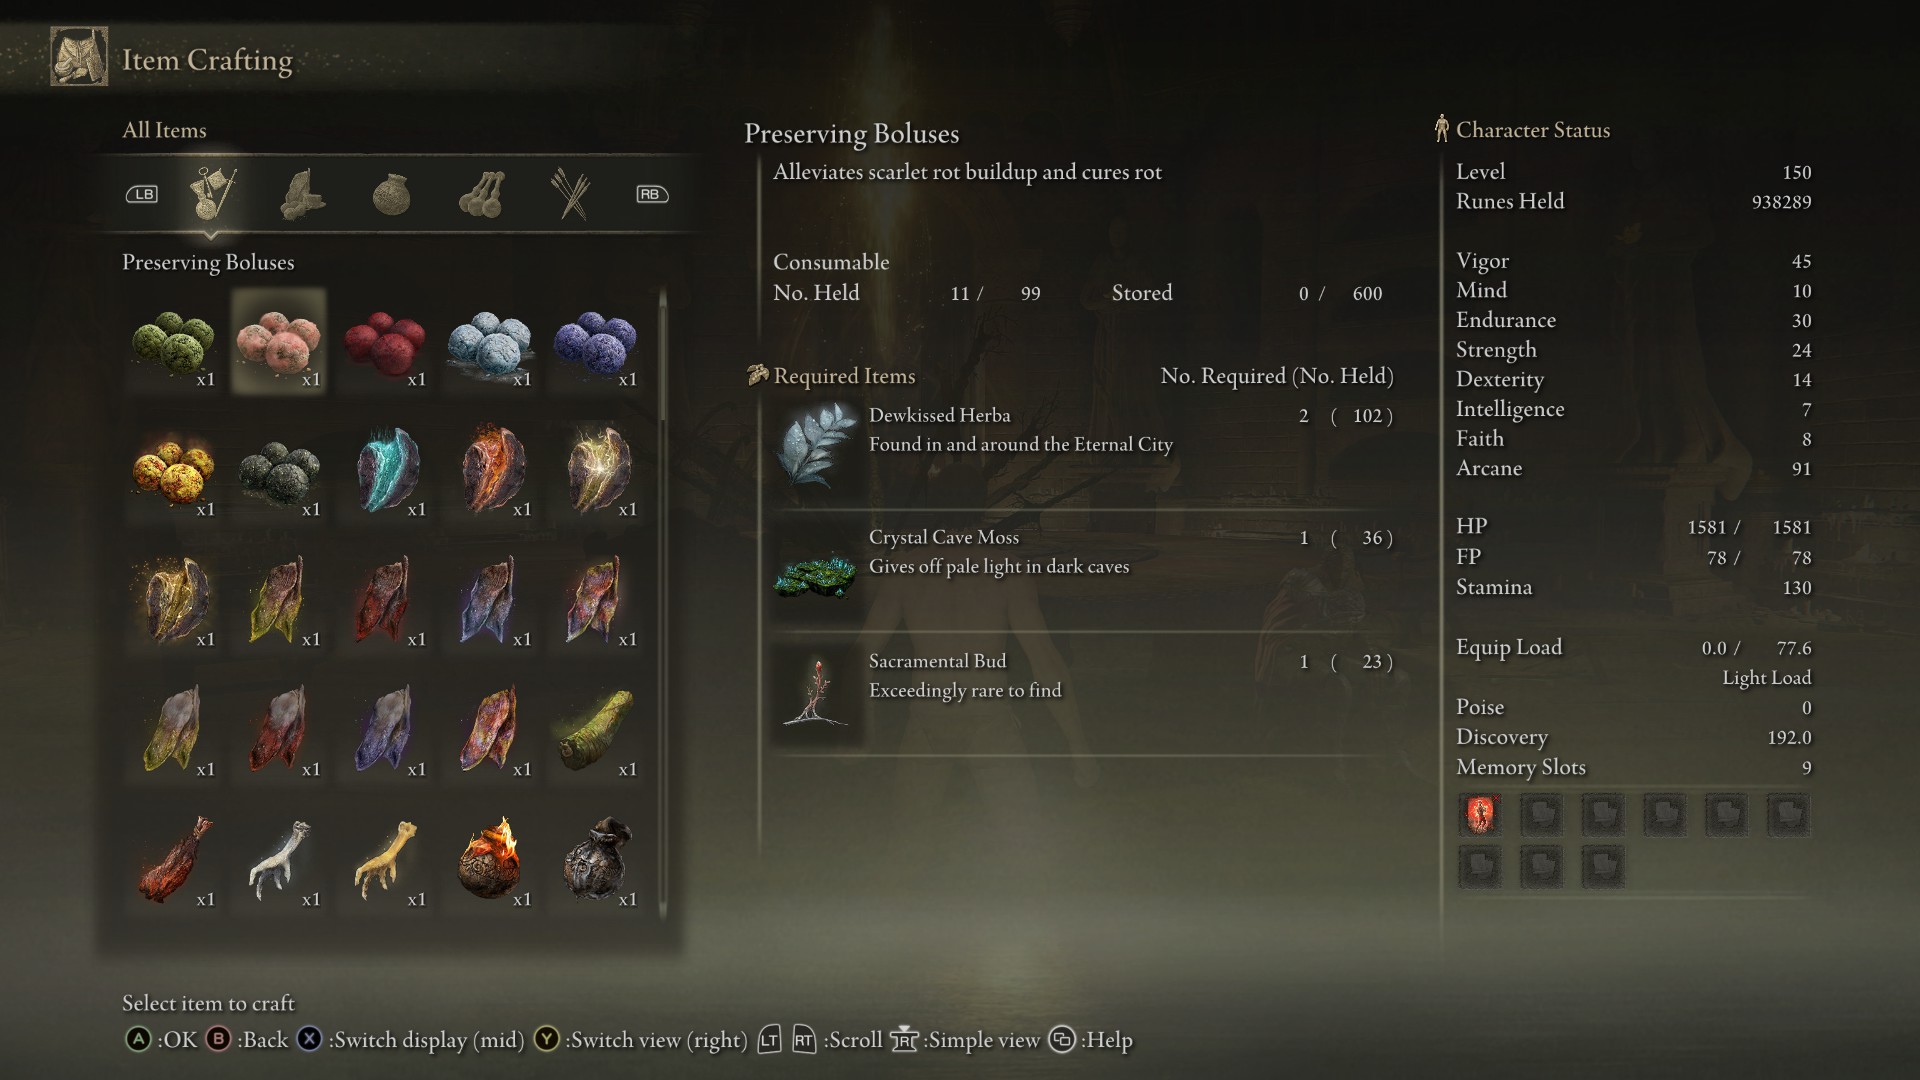 Item Crafting
All Items
LB
RB
Preserving Boluses
x1 x1 x1 x1 x1
x1 x1 x1 x1 x1
x1 x1 x1 x1 x1
x1 x1 x1 x1 x1
x1 x1 x1 x1 x1
Preserving Boluses
Alleviates scarlet rot buildup and cures rot
Consumable
No. Held 11 / 99 Stored 0 / 600
Required Items No. Required (No. Held)
Dewkissed Herba 2 ( 102 )
Found in and around the Eternal City
Crystal Cave Moss 1 ( 36 )
Gives off pale light in dark caves
Sacramental Bud 1 ( 23 )
Exceedingly rare to find
Character Status
Level 150
Runes Held 938289
Vigor 45
Mind 10
Endurance 30
Strength 24
Dexterity 14
Intelligence 7
Faith 8
Arcane 91
HP 1581 / 1581
FP 78 / 78
Stamina 130
Equip Load 0.0 / 77.6
Light Load
Poise 0
Discovery 192.0
Memory Slots 9
Select item to craft
A :OK B :Back X :Switch display (mid) Y :Switch view (right) LT RT :Scroll R :Simple view :Help